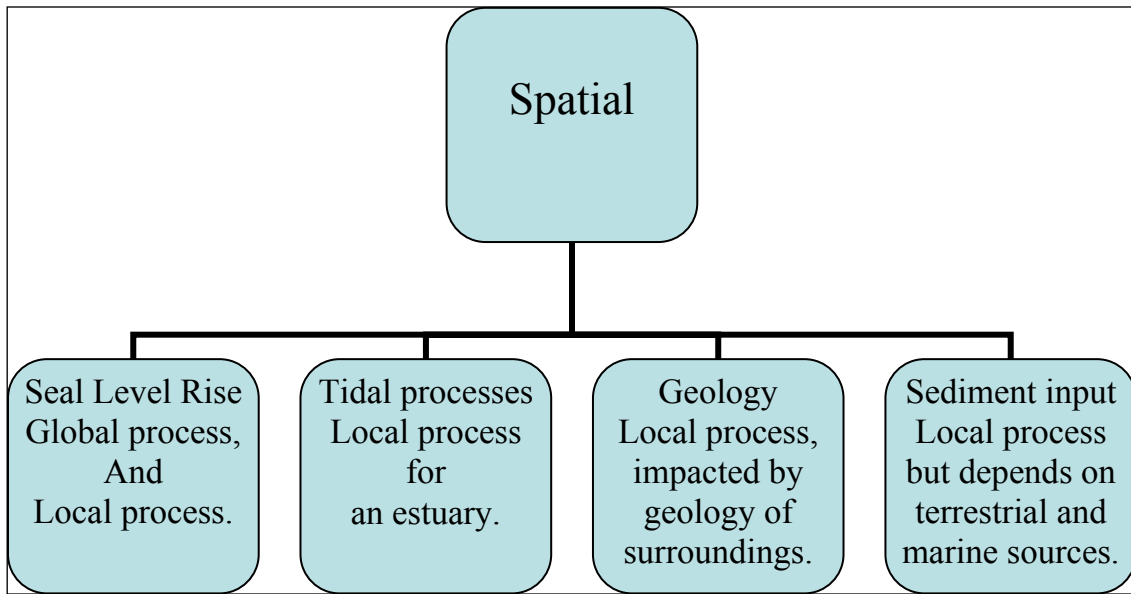 Spatial
Seal Level Rise
Global process,
And
Local process.
Tidal processes
Local process
for
an estuary.
Geology
Local process,
impacted by
geology of
surroundings.
Sediment input
Local process
but depends on
terrestrial and
marine sources.